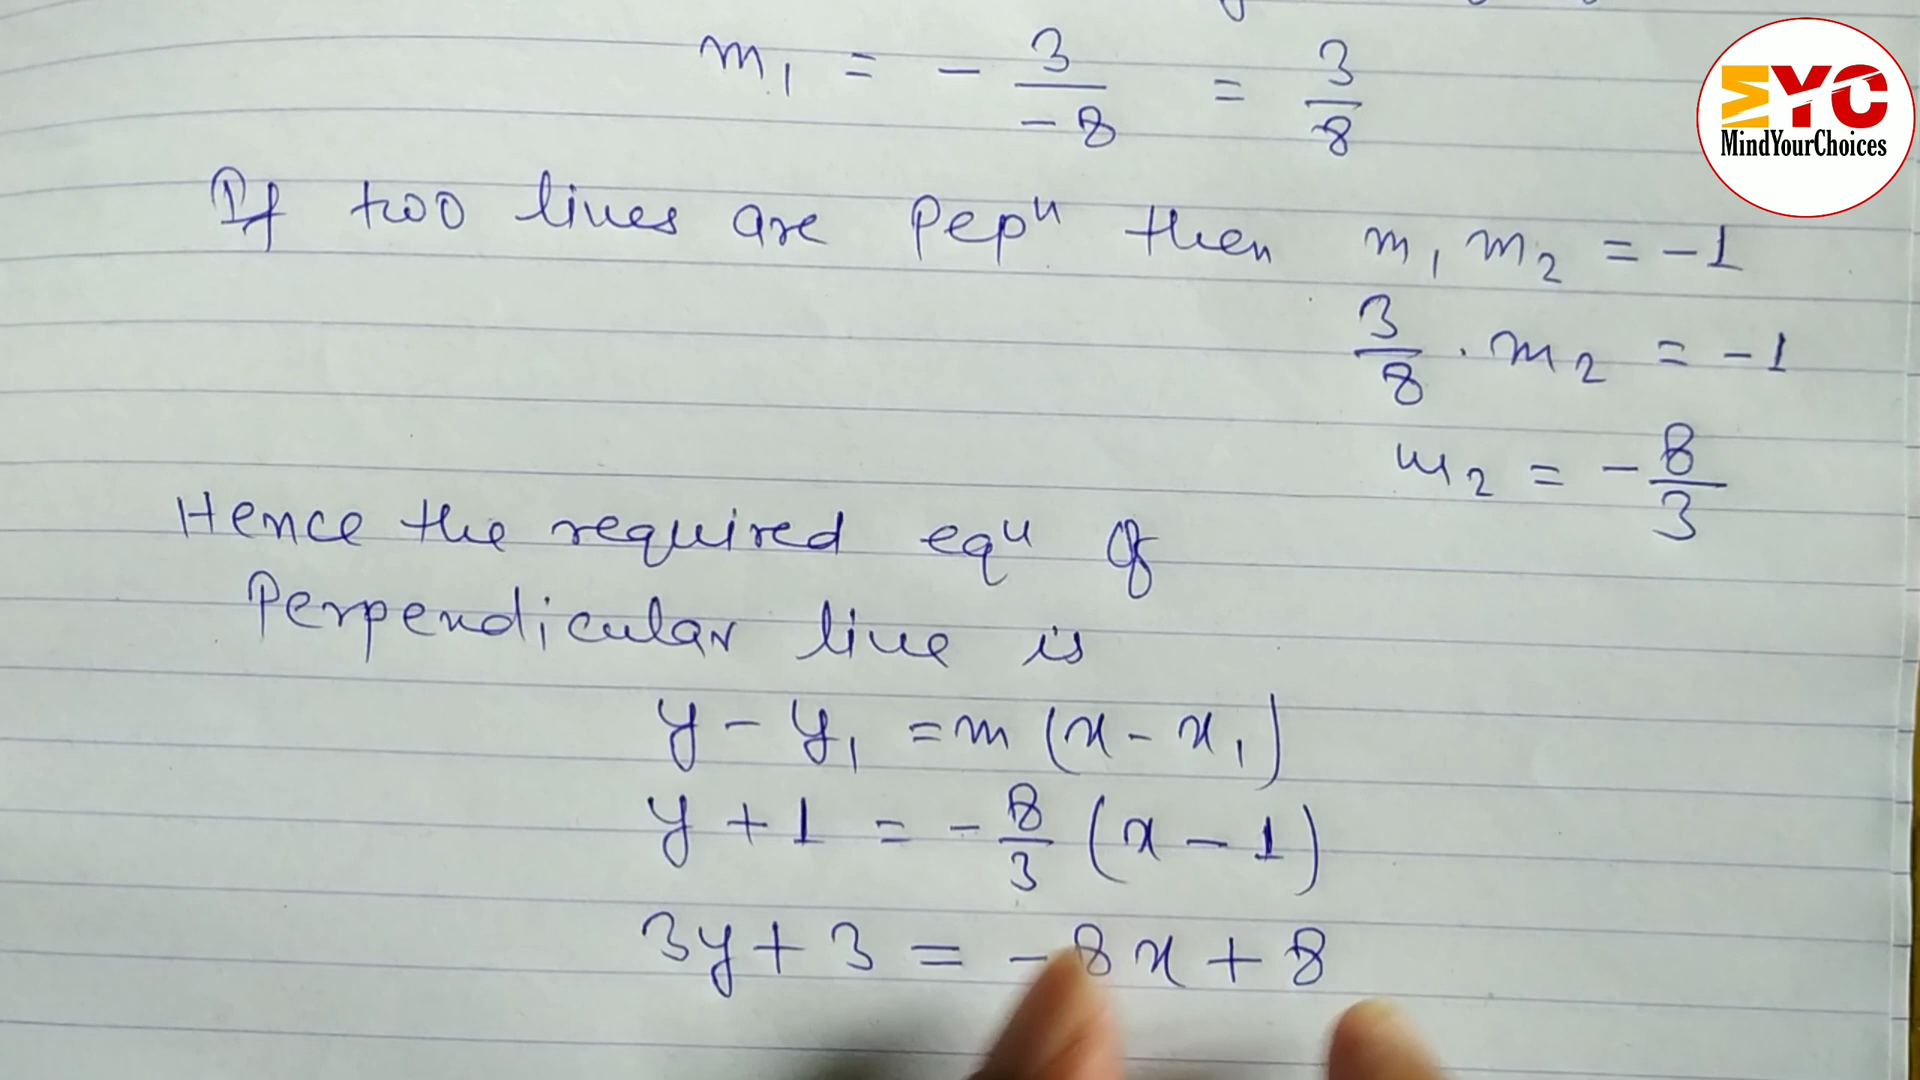 m₁ = - 3/-8 = 3/8
MYC
MindYourChoices
If two lines are Pepⁿ then m₁ m₂ = -1
3/8 . m₂ = -1
m₂ = - 8/3
Hence the required eqⁿ of
Perpendicular line is
y - y₁ = m (x - x₁)
y + 1 = - 8/3 (x - 1)
3y + 3 = - 8x + 8